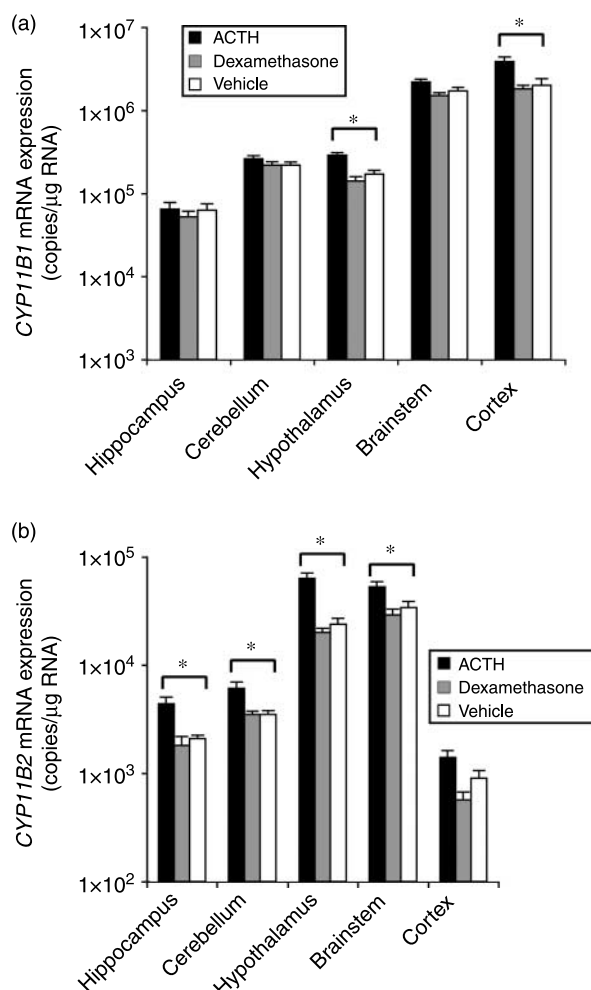 (a)
CYP11B1 mRNA expression
(copies/μg RNA)
1×10⁷
1×10⁶
1×10⁵
1×10⁴
1×10³
ACTH
Dexamethasone
Vehicle
*
*
Hippocampus
Cerebellum
Hypothalamus
Brainstem
Cortex
(b)
CYP11B2 mRNA expression
(copies/μg RNA)
1×10⁵
1×10⁴
1×10³
1×10²
*
*
*
*
ACTH
Dexamethasone
Vehicle
Hippocampus
Cerebellum
Hypothalamus
Brainstem
Cortex